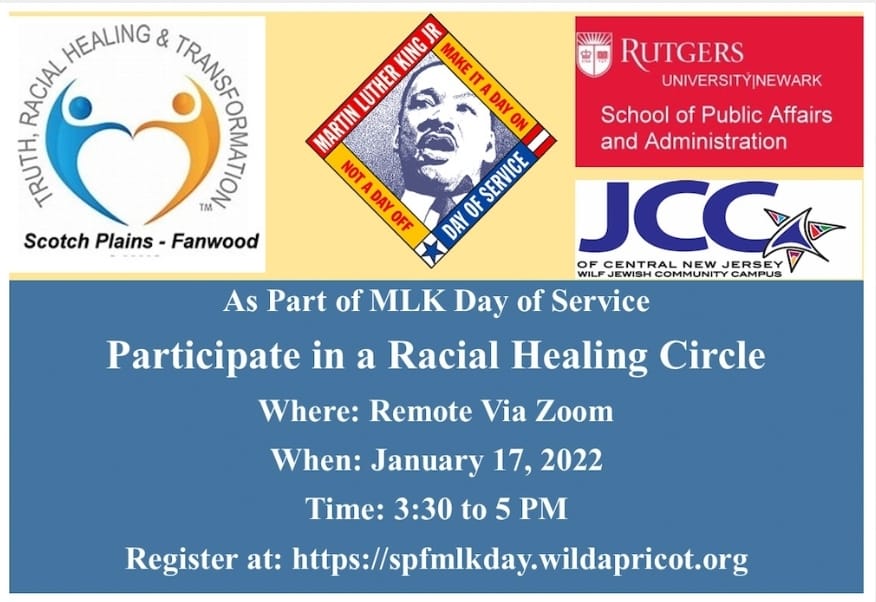 TRUTH, RACIAL HEALING & TRANSFORMATION
TM
Scotch Plains - Fanwood
MARTIN LUTHER KING JR
MAKE IT A DAY ON
NOT A DAY OFF
DAY OF SERVICE
RUTGERS
UNIVERSITY|NEWARK
School of Public Affairs
and Administration
JCC
OF CENTRAL NEW JERSEY
WILF JEWISH COMMUNITY CAMPUS
As Part of MLK Day of Service
Participate in a Racial Healing Circle
Where: Remote Via Zoom
When: January 17, 2022
Time: 3:30 to 5 PM
Register at: https://spfmlkday.wildapricot.org